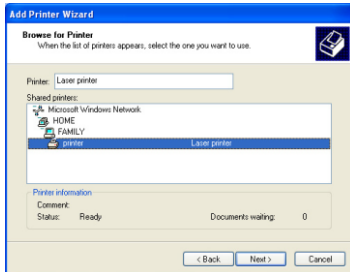 Add Printer Wizard
Browse for Printer
When the list of printers appears, select the one you want to use.
Printer: Laser printer
Shared printers:
Microsoft Windows Network
HOME
FAMILY
printer Laser printer
Printer information
Comment:
Status: Ready Documents waiting: 0
< Back Next > Cancel